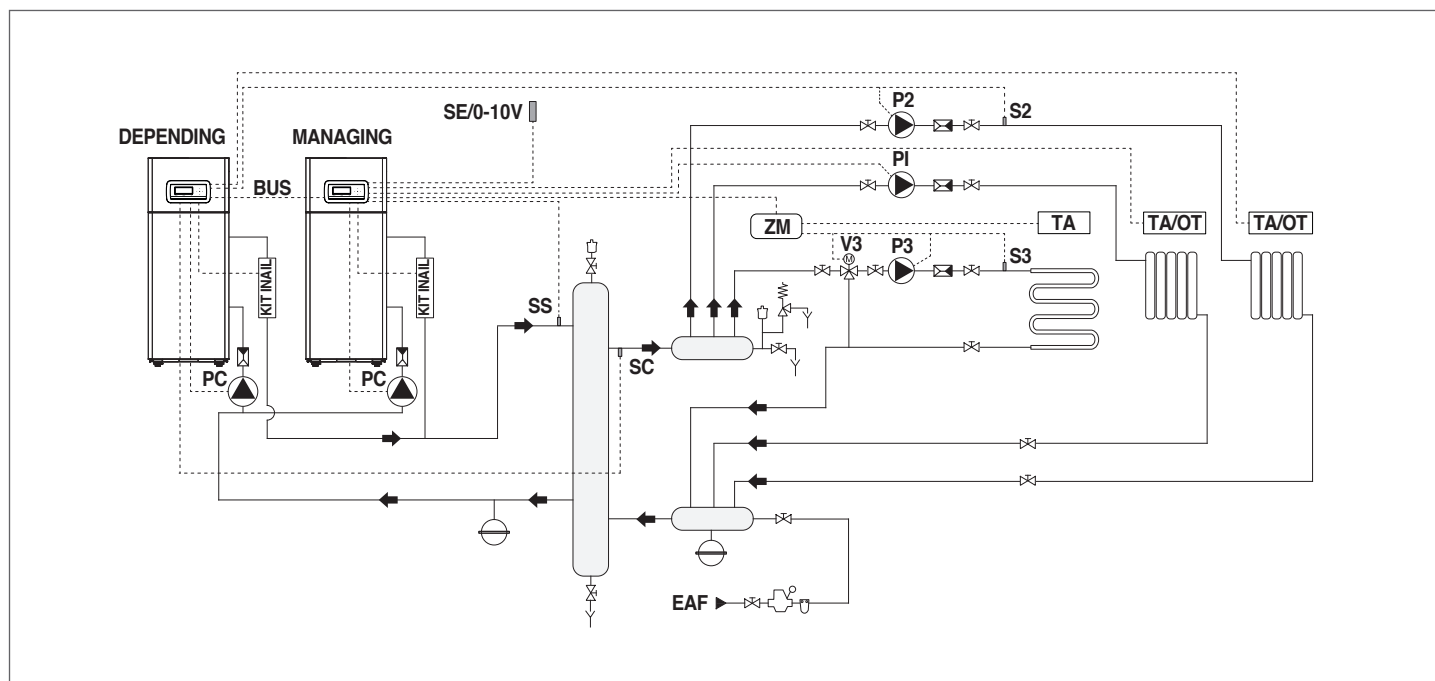 P2
S2
SE/0-10V
DEPENDING
MANAGING
PI
BUS
ZM
TA
TA/OT
TA/OT
V3
P3
S3
KIT INAIL
KIT INAIL
M
SS
SC
PC
PC
EAF